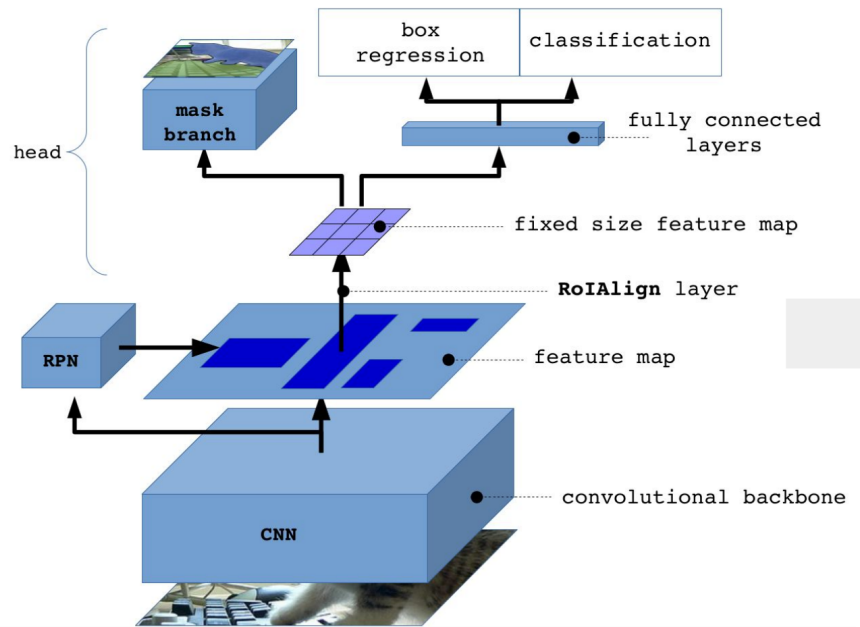 box
regression
classification
mask
branch
fully connected
layers
head
fixed size feature map
RoIAlign layer
RPN
feature map
convolutional backbone
CNN